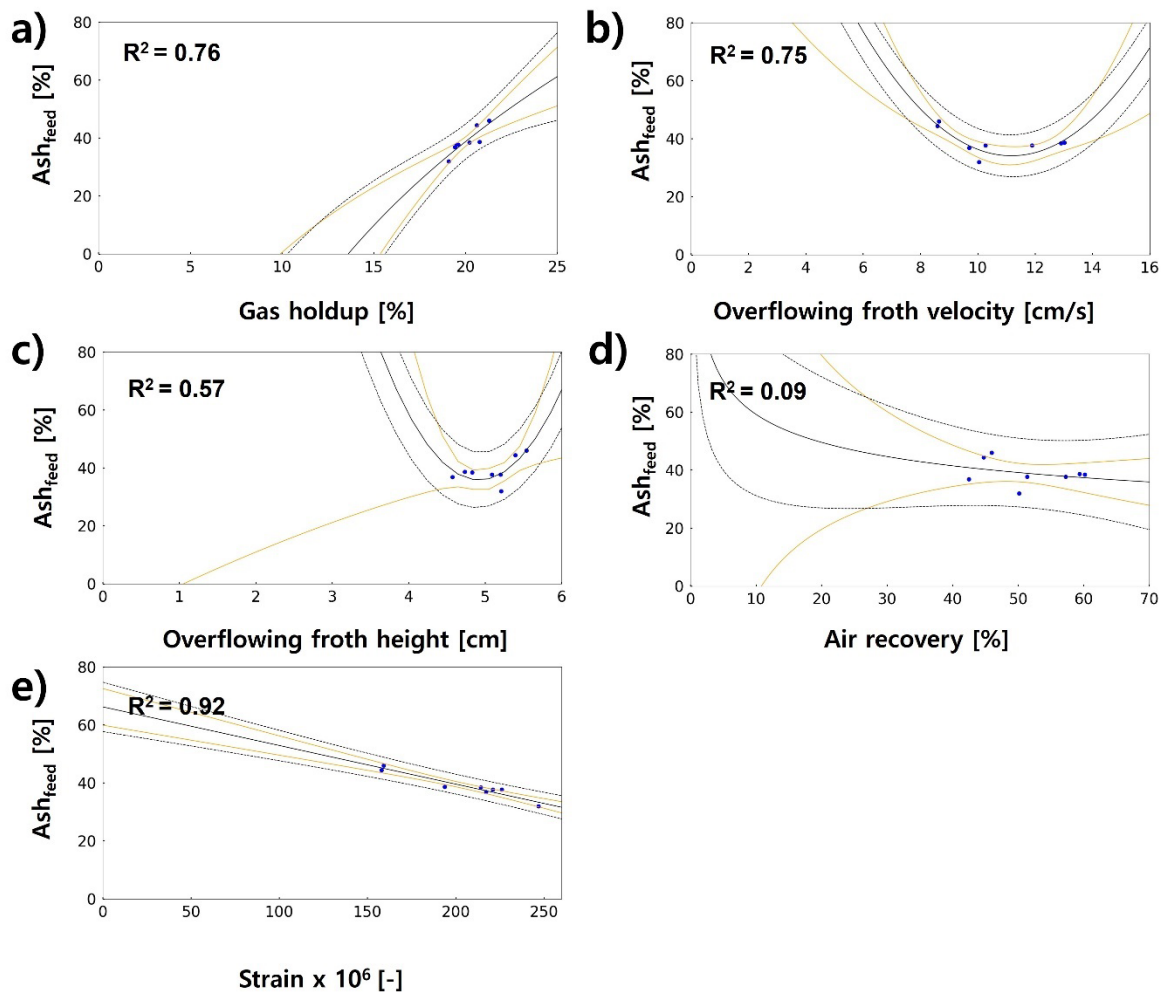 a)
R² = 0.76
Ash_feed [%]
80
60
40
20
0
0 5 10 15 20 25
Gas holdup [%]
b)
R² = 0.75
Ash_feed [%]
80
60
40
20
0
0 2 4 6 8 10 12 14 16
Overflowing froth velocity [cm/s]
c)
R² = 0.57
Ash_feed [%]
80
60
40
20
0
0 1 2 3 4 5 6
Overflowing froth height [cm]
d)
R² = 0.09
Ash_feed [%]
80
60
40
20
0
0 10 20 30 40 50 60 70
Air recovery [%]
e)
R² = 0.92
Ash_feed [%]
80
60
40
20
0
0 50 100 150 200 250
Strain x 10⁶ [-]